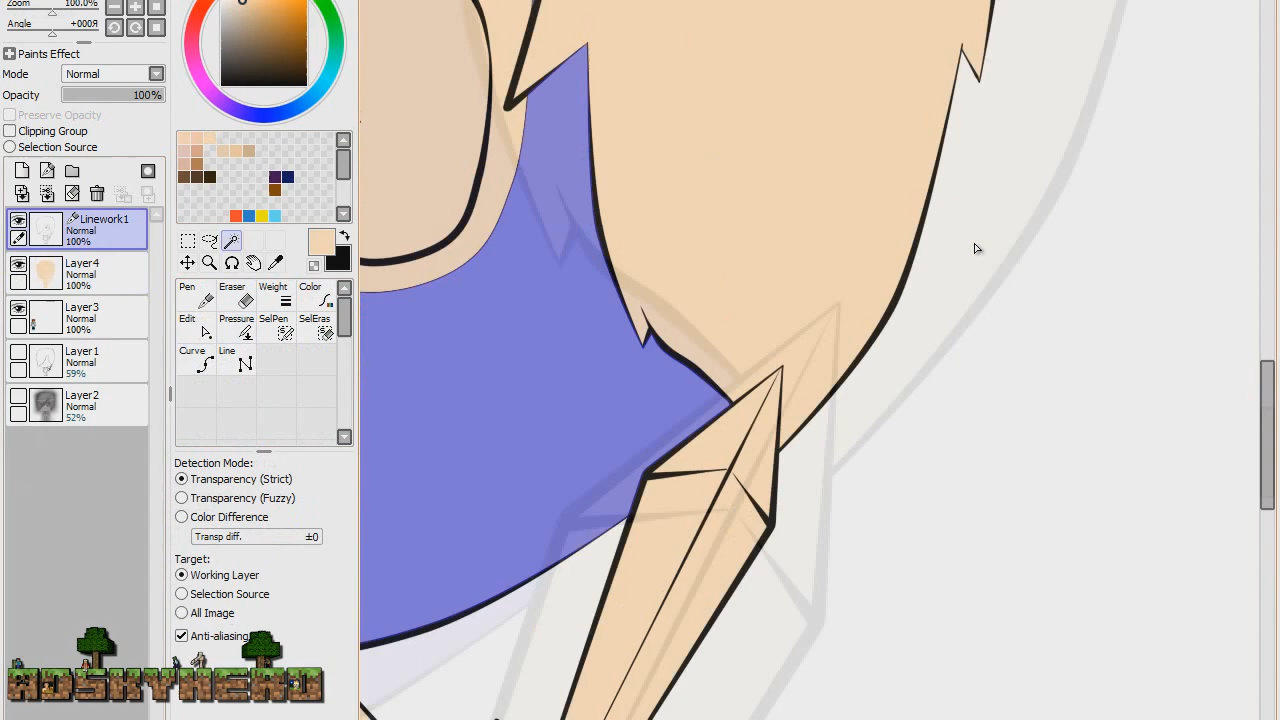 Zoom 100.0%
Angle +000Я
Paints Effect
Mode Normal
Opacity 100%
Preserve Opacity
Clipping Group
Selection Source
Linework1
Normal
100%
Layer4
Normal
100%
Layer3
Normal
100%
Layer1
Normal
59%
Layer2
Normal
52%
Pen Eraser Weight Color
Edit Pressure SelPen SelEras
Curve Line
Detection Mode:
Transparency (Strict)
Transparency (Fuzzy)
Color Difference
Transp diff. ±0
Target:
Working Layer
Selection Source
All Image
Anti-aliasing